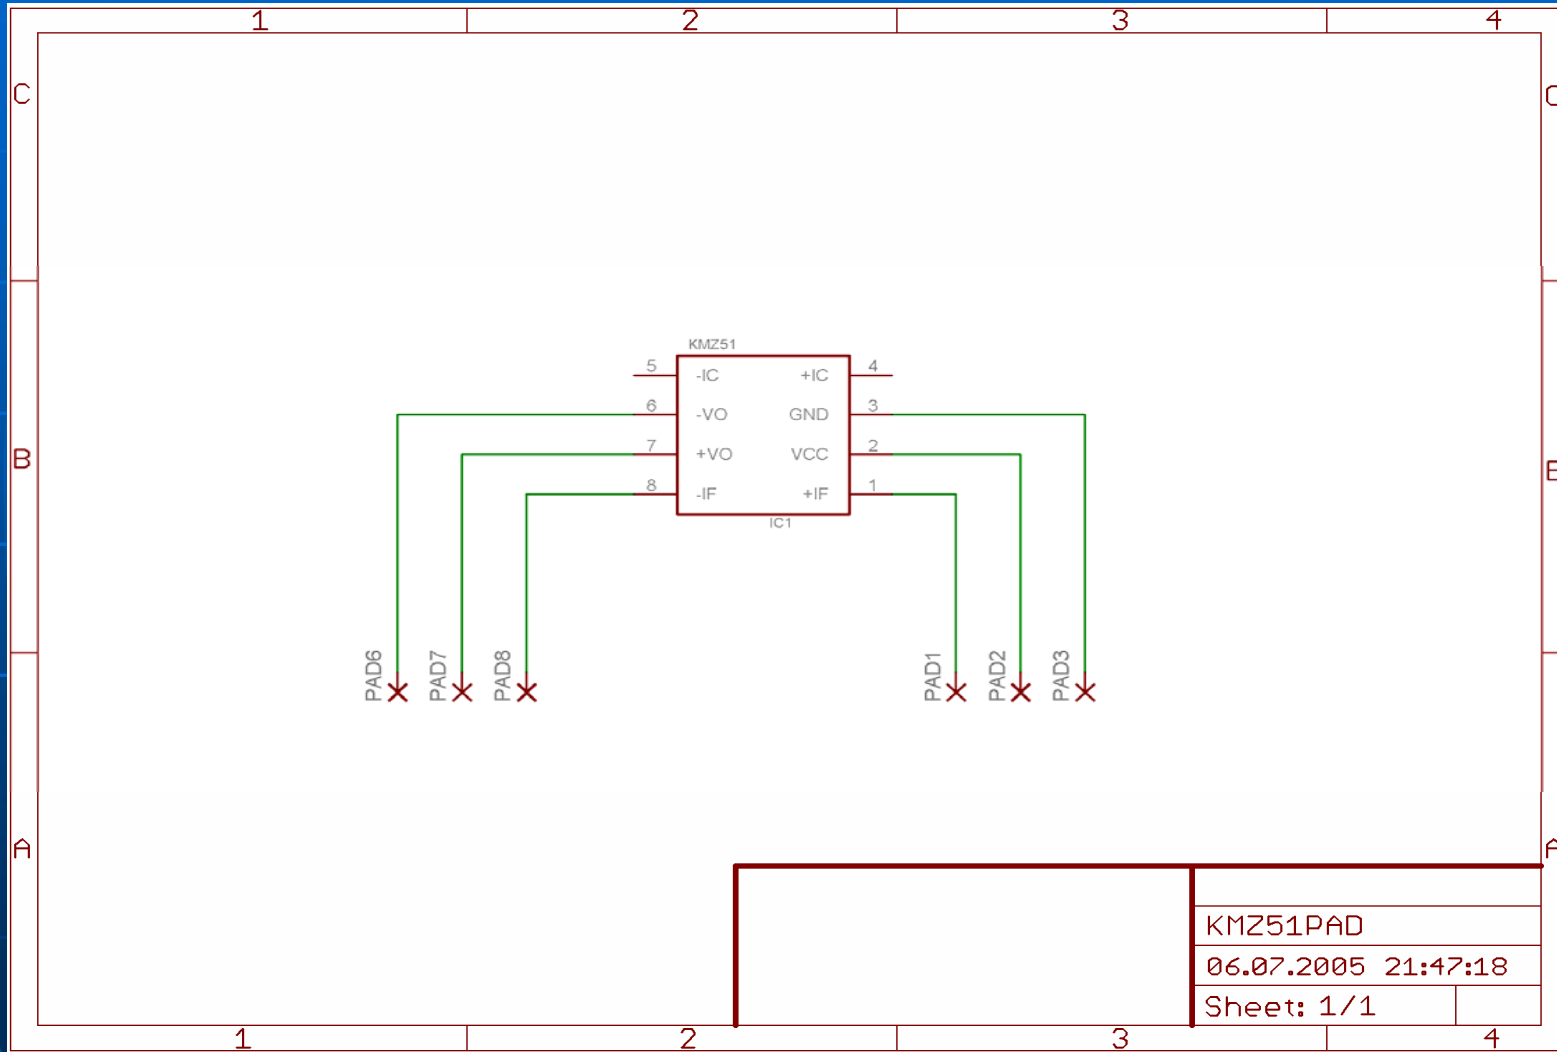 1 2 3 4
C C
KMZ51
5 -IC +IC 4
6 -VO GND 3
B 7 +VO VCC 2 B
8 -IF +IF 1
IC1
PAD6 PAD7 PAD8 PAD1 PAD2 PAD3
A A
KMZ51PAD
06.07.2005 21:47:18
Sheet: 1/1
1 2 3 4